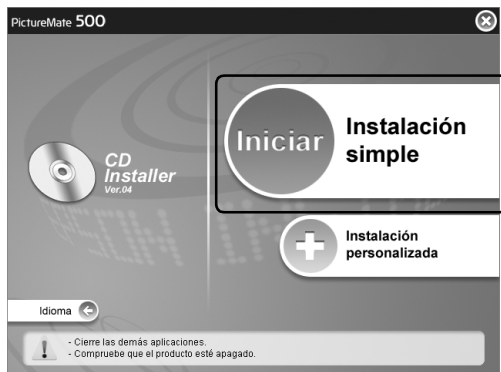 PictureMate 500
CD
Installer
Ver.04
Iniciar
Instalación
simple
Instalación
personalizada
Idioma
- Cierre las demás aplicaciones.
- Compruebe que el producto esté apagado.